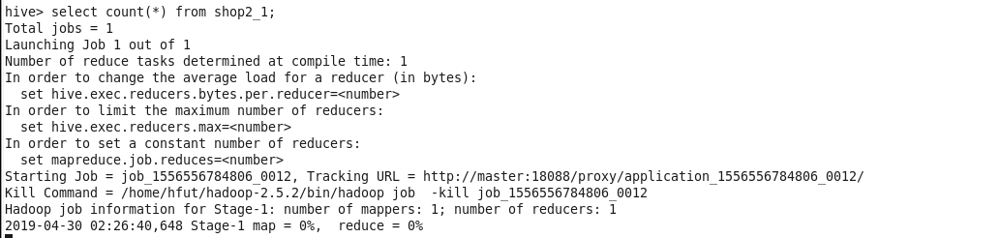 hive> select count(*) from shop2_1;
Total jobs = 1
Launching Job 1 out of 1
Number of reduce tasks determined at compile time: 1
In order to change the average load for a reducer (in bytes):
  set hive.exec.reducers.bytes.per.reducer=<number>
In order to limit the maximum number of reducers:
  set hive.exec.reducers.max=<number>
In order to set a constant number of reducers:
  set mapreduce.job.reduces=<number>
Starting Job = job_1556556784806_0012, Tracking URL = http://master:18088/proxy/application_1556556784806_0012/
Kill Command = /home/hfut/hadoop-2.5.2/bin/hadoop job  -kill job_1556556784806_0012
Hadoop job information for Stage-1: number of mappers: 1; number of reducers: 1
2019-04-30 02:26:40,648 Stage-1 map = 0%,  reduce = 0%